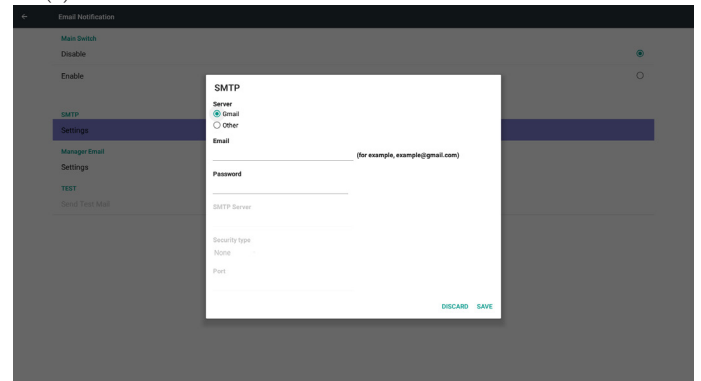 Email Notification
Main Switch
Disable
Enable
SMTP
Settings
Manager Email
Settings
TEST
Send Test Mail
SMTP
Server
Gmail
Other
Email
(for example, example@gmail.com)
Password
SMTP Server
Security type
None
Port
DISCARD SAVE